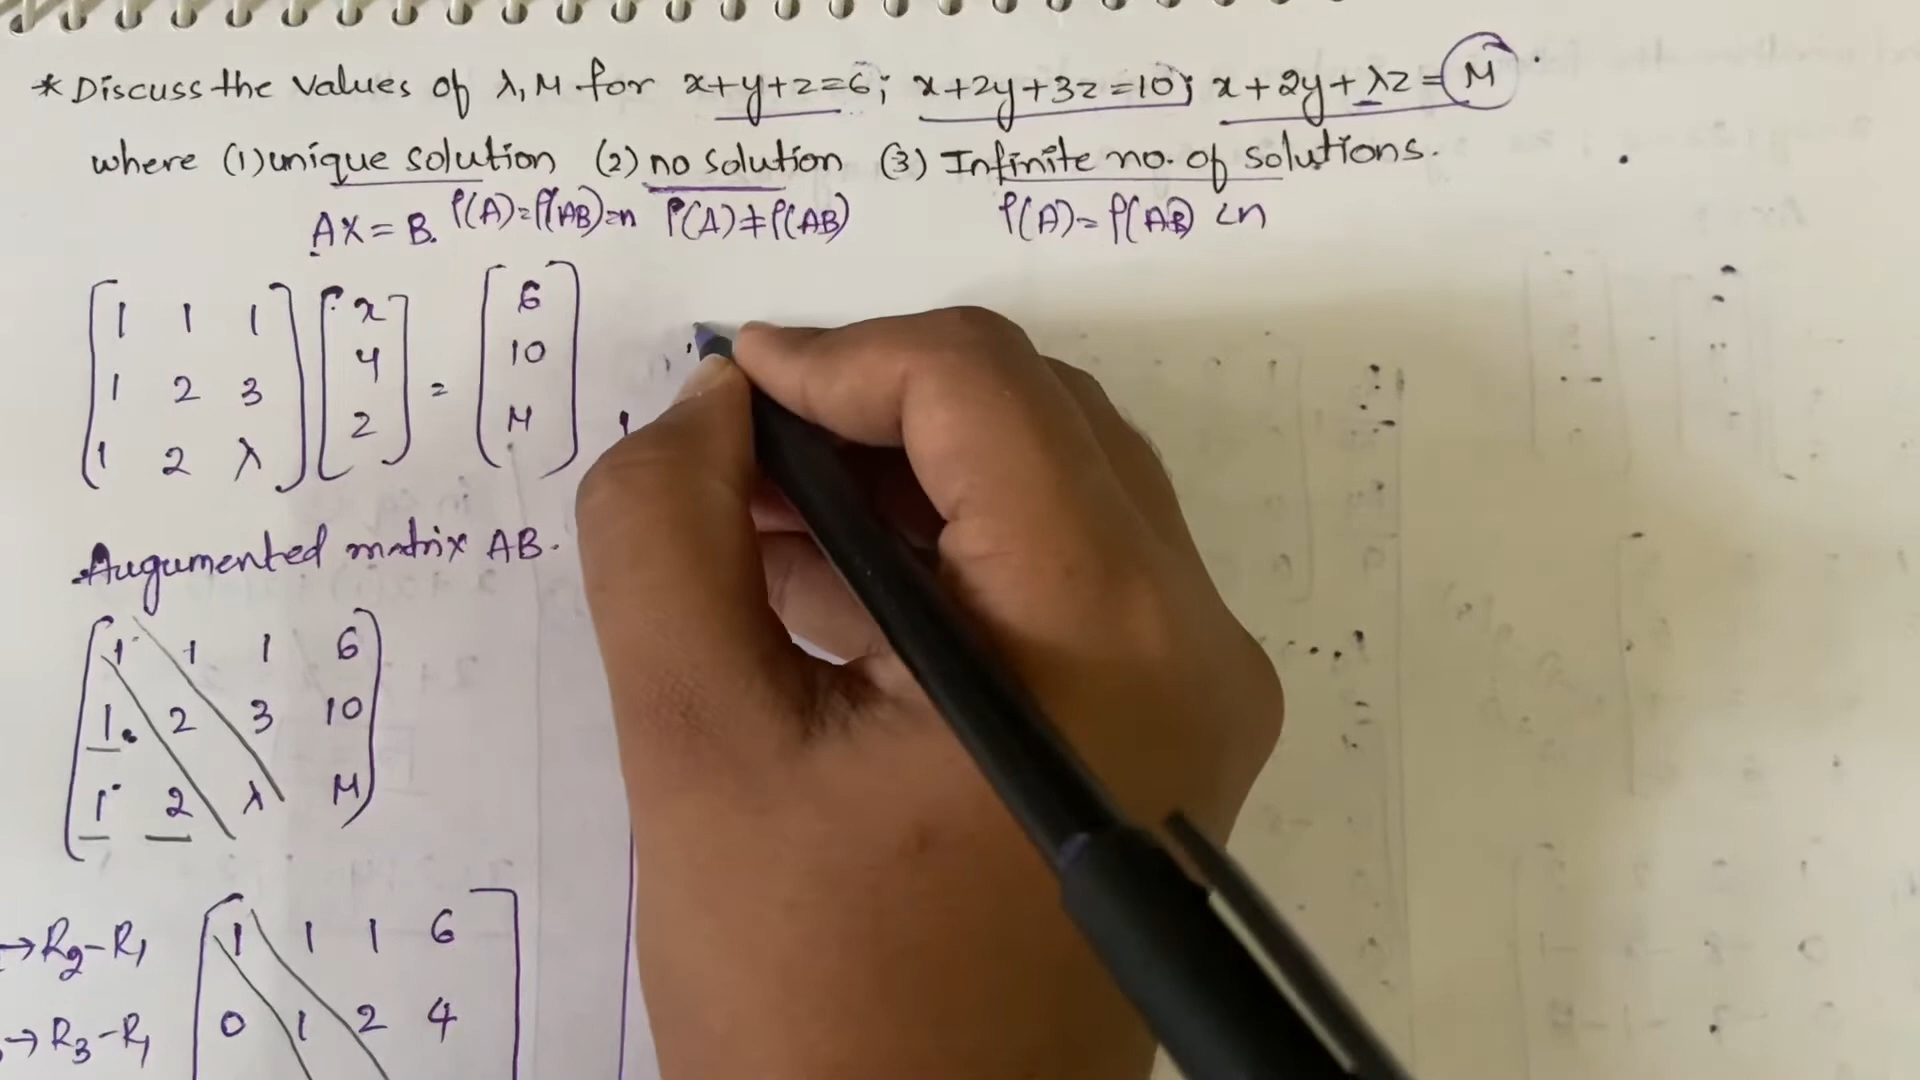 * Discuss the values of λ, M for x+y+z=6; x+2y+3z=10; x+2y+λz=M
where (1) unique solution (2) no solution (3) Infinite no. of solutions.
AX=B. ρ(A)=ρ(AB)=n ρ(A)≠ρ(AB) ρ(A)=ρ(AB)<n
1 1 1 x 6
1 2 3 y = 10
1 2 λ z M
Augumented matrix AB.
1 1 1 6
1 2 3 10
1 2 λ M
→R2-R1 1 1 1 6
→R3-R1 0 1 2 4